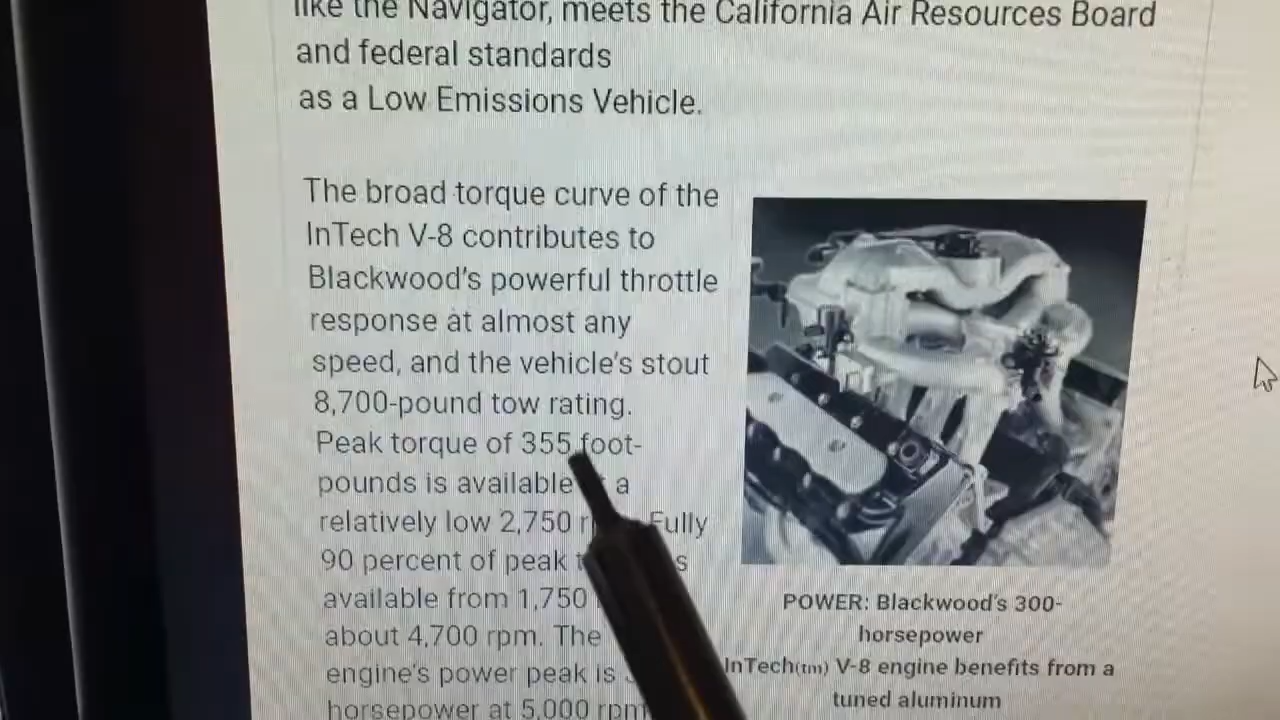 like the Navigator, meets the California Air Resources Board
and federal standards
as a Low Emissions Vehicle.
The broad torque curve of the
InTech V-8 contributes to
Blackwood's powerful throttle
response at almost any
speed, and the vehicle's stout
8,700-pound tow rating.
Peak torque of 355 foot-
pounds is available a
relatively low 2,750 Fully
90 percent of peak
available from 1,750
about 4,700 rpm. The
engine's power peak is
horsepower at 5,000 rpm
POWER: Blackwood's 300-
horsepower
InTech(tm) V-8 engine benefits from a
tuned aluminum